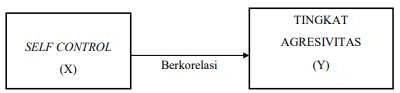 SELF CONTROL
(X)
Berkorelasi
TINGKAT
AGRESIVITAS
(Y)